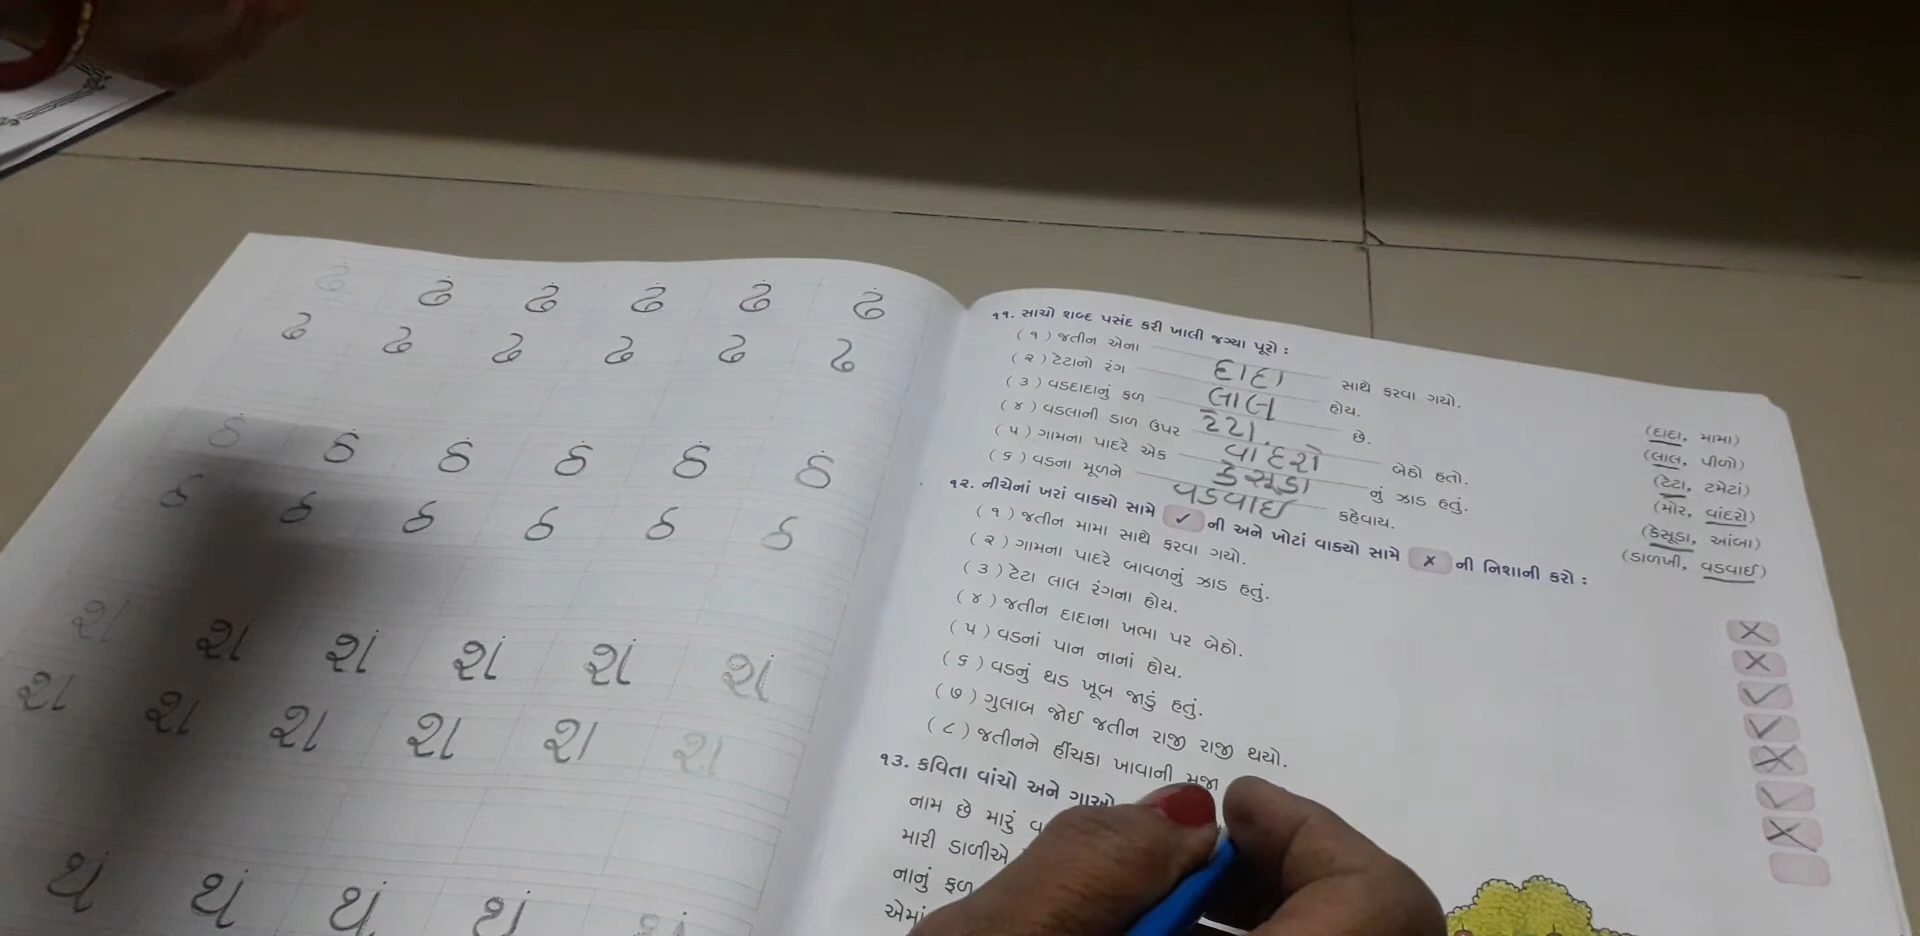 ઢં ઢં ઢં ઢં ઢં ઢં
ઢ ઢ ઢ ઢ ઢ ઢ
ઠં ઠં ઠં ઠં ઠં ઠં
ઠ ઠ ઠ ઠ ઠ ઠ
શં શં શં શં શં શં
શ શ શ શ શ શ
થં થં થં થં થં
૧૧. સાચો શબ્દ પસંદ કરી ખાલી જગ્યા પૂરો :
(૧) જતીન એના દાદા સાથે ફરવા ગયો. (દાદા, મામા)
(૨) ટેટાનો રંગ લાલ હોય. (લાલ, પીળો)
(૩) વડદાદાનું ફળ ટેટા છે. (ટેટા, ટમેટાં)
(૪) વડલાની ડાળ ઉપર વાંદરો બેઠો હતો. (મોર, વાંદરો)
(૫) ગામના પાદરે એક કેસૂડા નું ઝાડ હતું. (કેસૂડા, આંબા)
(૬) વડના મૂળને વડવાઈ કહેવાય. (ડાળખી, વડવાઈ)
૧૨. નીચેનાં ખરાં વાક્યો સામે ✓ ની અને ખોટાં વાક્યો સામે × ની નિશાની કરો :
(૧) જતીન મામા સાથે ફરવા ગયો. ×
(૨) ગામના પાદરે બાવળનું ઝાડ હતું. ×
(૩) ટેટા લાલ રંગના હોય. ✓
(૪) જતીન દાદાના ખભા પર બેઠો. ✓
(૫) વડનાં પાન નાનાં હોય. ×
(૬) વડનું થડ ખૂબ જાડું હતું. ✓
(૭) ગુલાબ જોઈ જતીન રાજી રાજી થયો. ×
(૮) જતીનને હીંચકા ખાવાની મજા
૧૩. કવિતા વાંચો અને ગાઓ
નામ છે મારું
મારી ડાળીએ
નાનું ફળ
એમાં